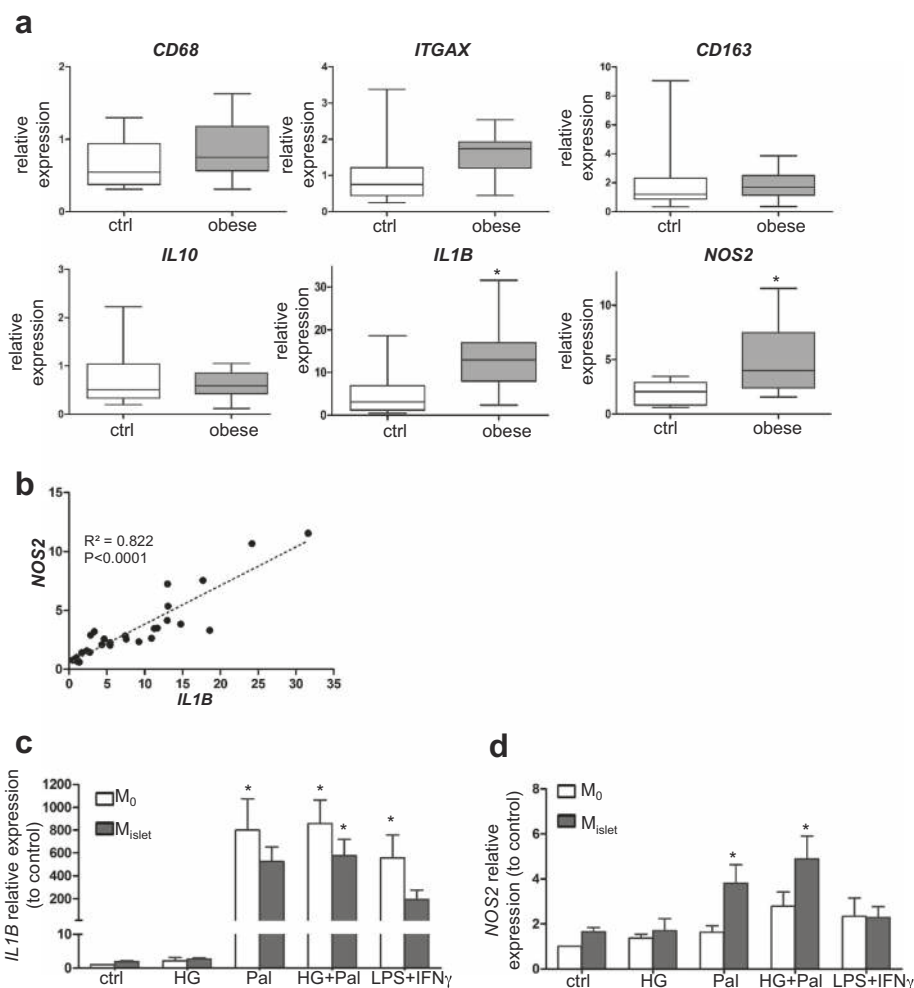 a
CD68
ITGAX
CD163
relative expression
2
1
0
ctrl
obese
relative expression
4
3
2
1
0
ctrl
obese
relative expression
10
8
6
4
2
0
ctrl
obese
IL10
IL1B
NOS2
relative expression
3
2
1
0
ctrl
obese
relative expression
30
20
10
0
*
ctrl
obese
relative expression
10
5
0
*
ctrl
obese
b
NOS2
15
10
5
0
R² = 0.822
P<0.0001
0 5 10 15 20 25 30 35
IL1B
c
IL1B relative expression
(to control)
1200
1000
800
600
400
200
10
0
M₀
Mislet
* * * *
ctrl HG Pal HG+Pal LPS+IFNγ
d
NOS2 relative
expression (to control)
8
6
4
2
0
M₀
Mislet
* *
ctrl HG Pal HG+Pal LPS+IFNγ